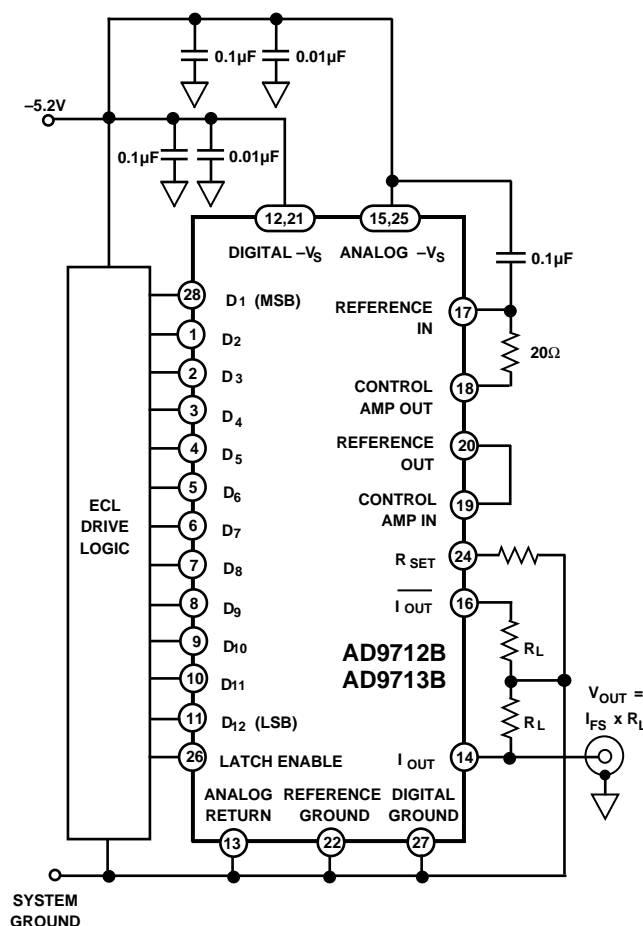 0.1µF
0.01µF
–5.2V
0.1µF
0.01µF
12,21
15,25
DIGITAL –VS
ANALOG –VS
0.1µF
28
D1 (MSB)
REFERENCE
IN
17
1
D2
20Ω
2
D3
CONTROL
AMP OUT
18
3
D4
REFERENCE
OUT
20
4
D5
ECL
DRIVE
LOGIC
5
D6
CONTROL
AMP IN
19
6
D7
RSET
24
7
D8
IOUT
16
8
D9
9
D10
AD9712B
AD9713B
RL
10
D11
RL
VOUT =
IFS x RL
11
D12 (LSB)
26
LATCH ENABLE
IOUT
14
ANALOG
RETURN
REFERENCE
GROUND
DIGITAL
GROUND
13
22
27
SYSTEM
GROUND